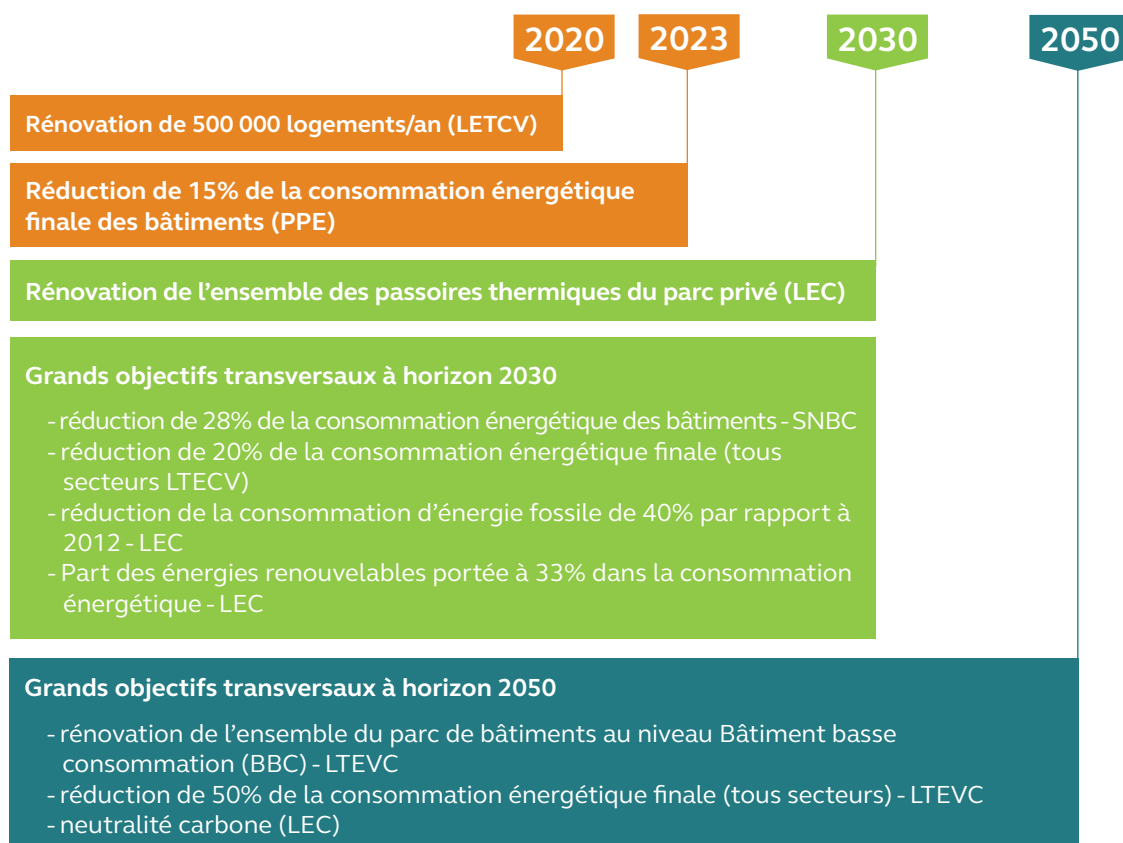 2020
2023
2030
2050
Rénovation de 500 000 logements/an (LETCV)
Réduction de 15% de la consommation énergétique
finale des bâtiments (PPE)
Rénovation de l'ensemble des passoires thermiques du parc privé (LEC)
Grands objectifs transversaux à horizon 2030
- réduction de 28% de la consommation énergétique des bâtiments - SNBC
- réduction de 20% de la consommation énergétique finale (tous
secteurs LTECV)
- réduction de la consommation d'énergie fossile de 40% par rapport à
2012 - LEC
- Part des énergies renouvelables portée à 33% dans la consommation
énergétique - LEC
Grands objectifs transversaux à horizon 2050
- rénovation de l'ensemble du parc de bâtiments au niveau Bâtiment basse
consommation (BBC) - LTEVC
- réduction de 50% de la consommation énergétique finale (tous secteurs) - LTEVC
- neutralité carbone (LEC)